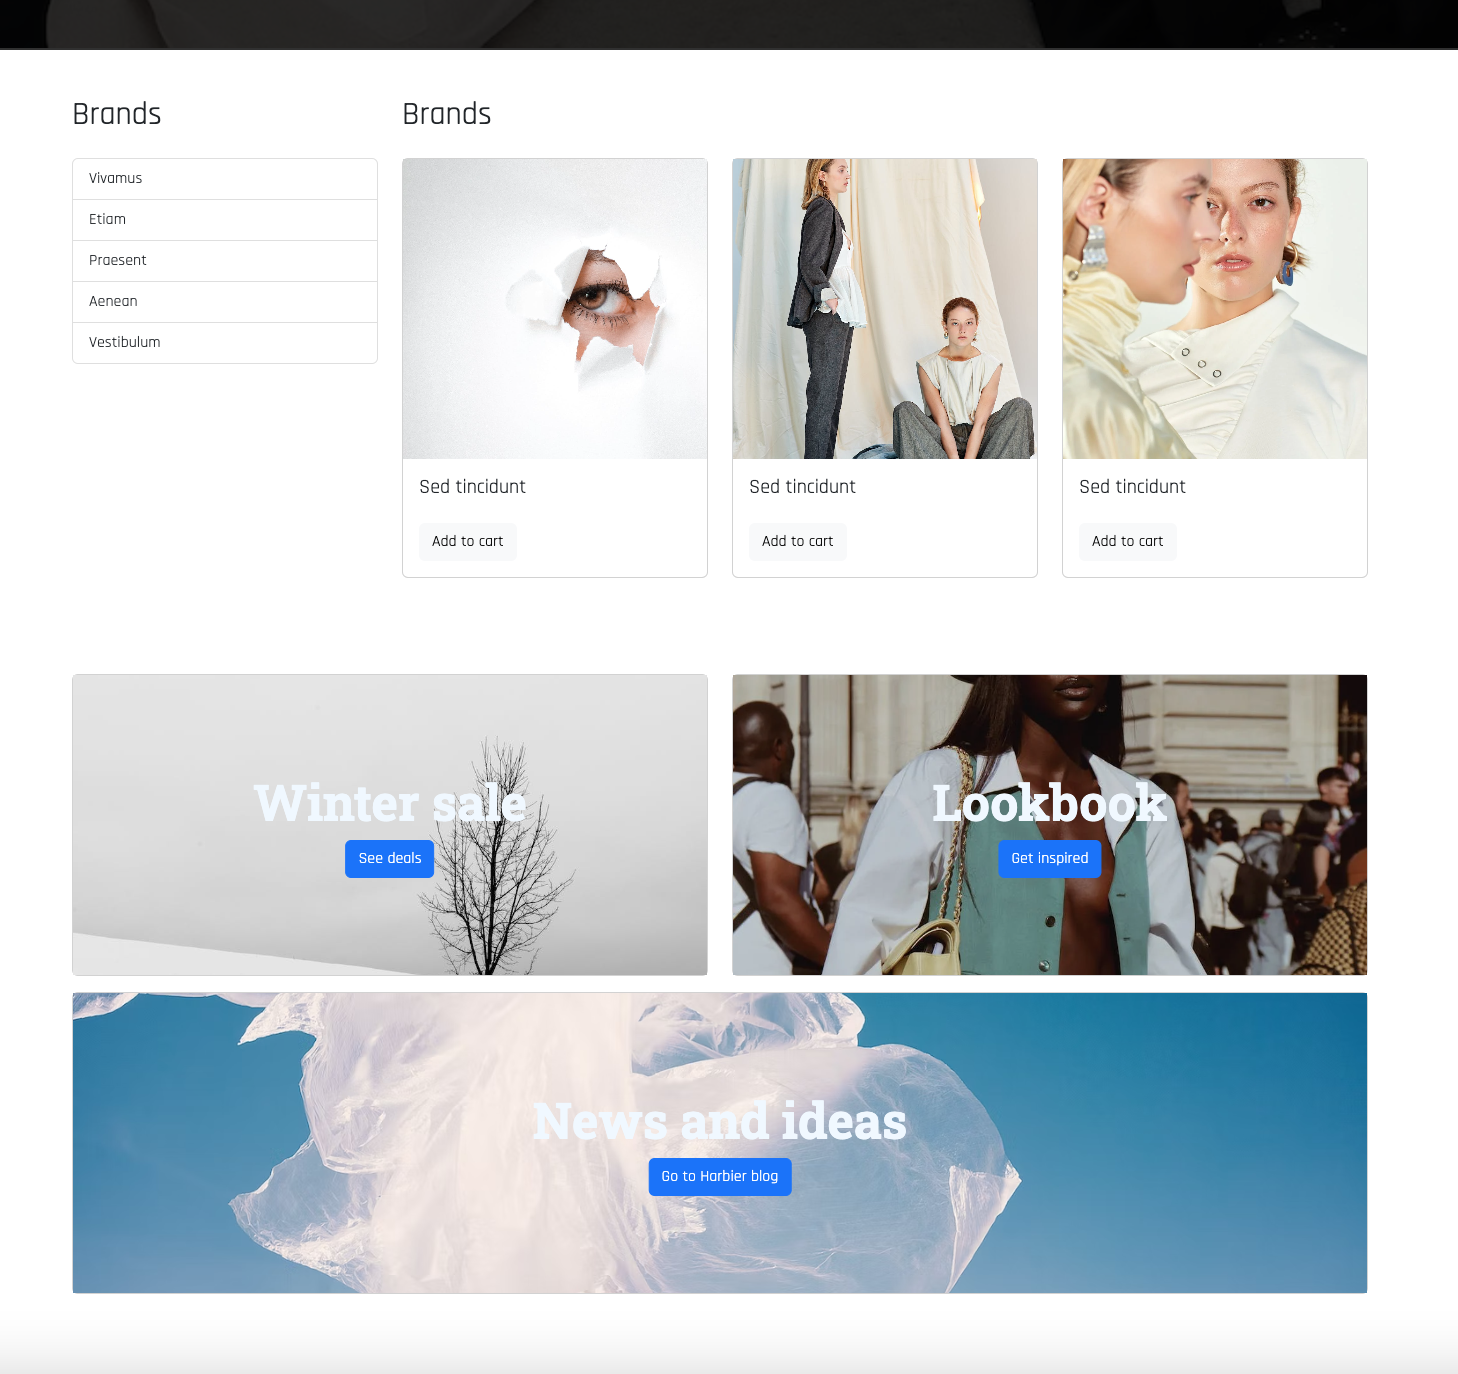 Brands
Vivamus
Etiam
Praesent
Aenean
Vestibulum
Brands
Sed tincidunt
Add to cart
Sed tincidunt
Add to cart
Sed tincidunt
Add to cart
Winter sale
See deals
Lookbook
Get inspired
News and ideas
Go to Harbier blog